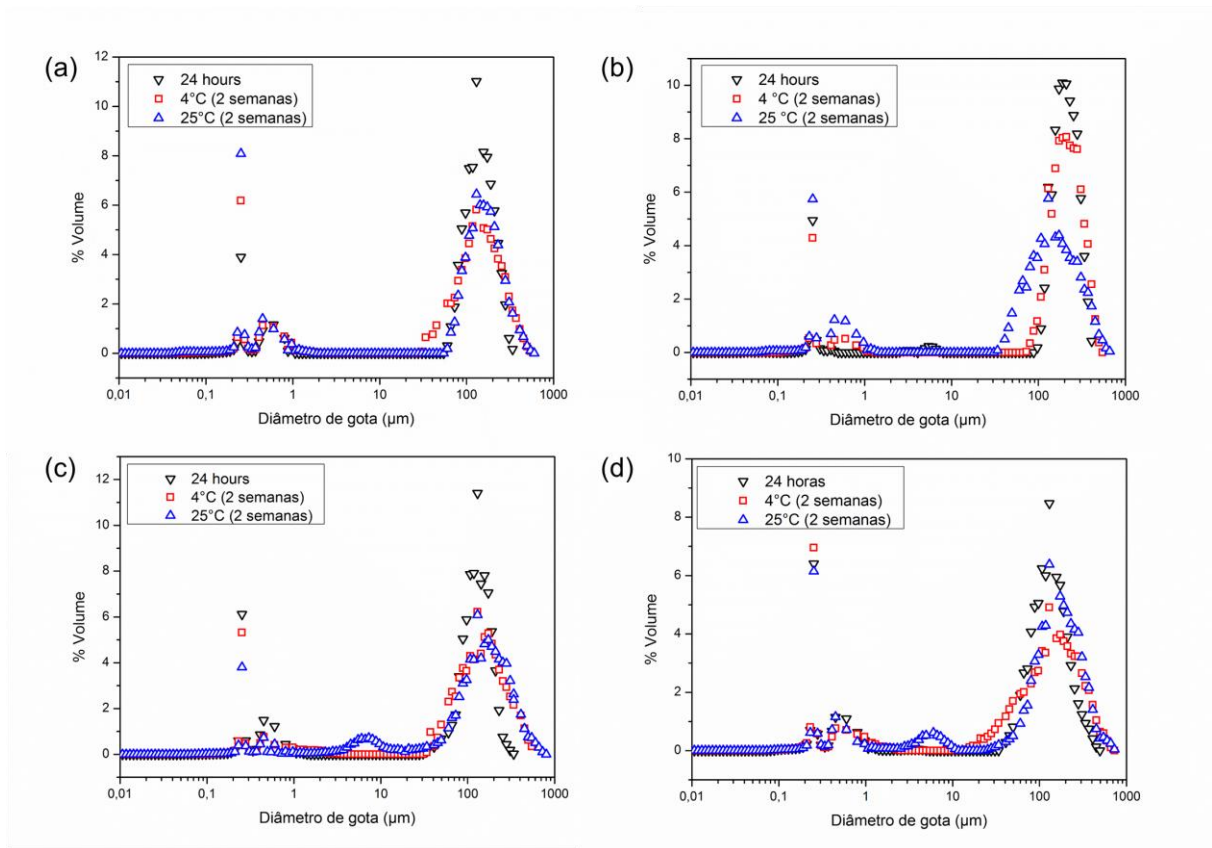 (a)
24 hours
4°C (2 semanas)
25°C (2 semanas)
% Volume
12
10
8
6
4
2
0
0,01 0,1 1 10 100 1000
Diâmetro de gota (µm)
(b)
24 hours
4 °C (2 semanas)
25 °C (2 semanas)
% Volume
10
8
6
4
2
0
0,01 0,1 1 10 100 1000
Diâmetro de gota (µm)
(c)
24 hours
4°C (2 semanas)
25°C (2 semanas)
% Volume
12
10
8
6
4
2
0
0,01 0,1 1 10 100 1000
Diâmetro de gota (µm)
(d)
24 horas
4°C (2 semanas)
25°C (2 semanas)
% Volume
10
8
6
4
2
0
0,01 0,1 1 10 100 1000
Diâmetro de gota (µm)